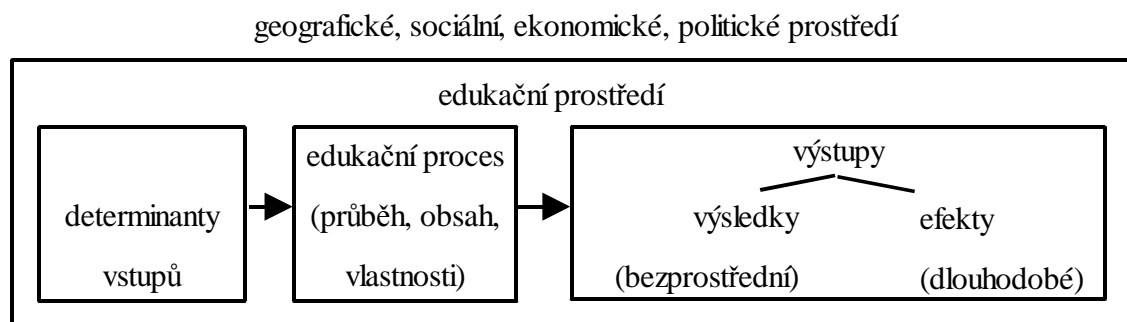 geografické, sociální, ekonomické, politické prostředí
edukační prostředí
determinanty
vstupů
edukační proces
(průběh, obsah,
vlastnosti)
výstupy
výsledky
(bezprostřední)
efekty
(dlouhodobé)